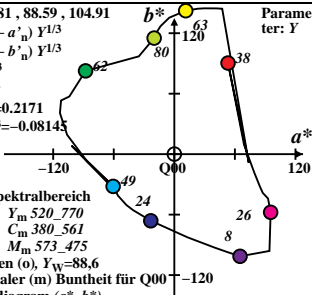 81 , 88.59 , 104.91
b*
Parame
– a’n) Y1/3
120
63
ter: Y
– b’n) Y1/3
80
38
62
=0.2171
*=–0.08145
a*
–120
Q00
120
49
pektralbereich
Ym 520_770
24
26
Cm 380_561
Mm 573_475
8
en (o), YW=88,6
aler (m) Buntheit für Q00
–120